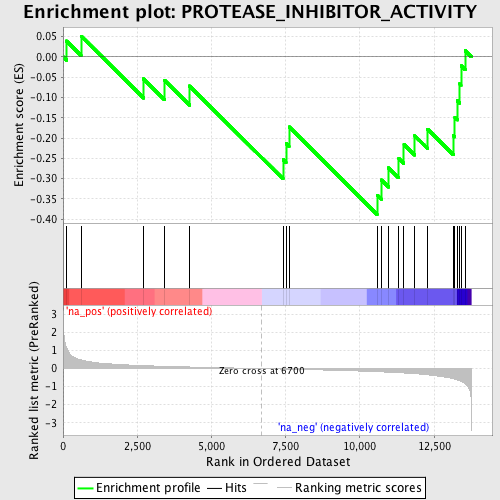 Enrichment plot: PROTEASE_INHIBITOR_ACTIVITY
Enrichment score (ES)
0.05
0.00
-0.05
-0.10
-0.15
-0.20
-0.25
-0.30
-0.35
-0.40
'na_pos' (positively correlated)
Ranked list metric (PreRanked)
3
2
1
0
-1
-2
-3
Zero cross at 6700
'na_neg' (negatively correlated)
0
2,500
5,000
7,500
10,000
12,500
Rank in Ordered Dataset
Enrichment profile
Hits
Ranking metric scores